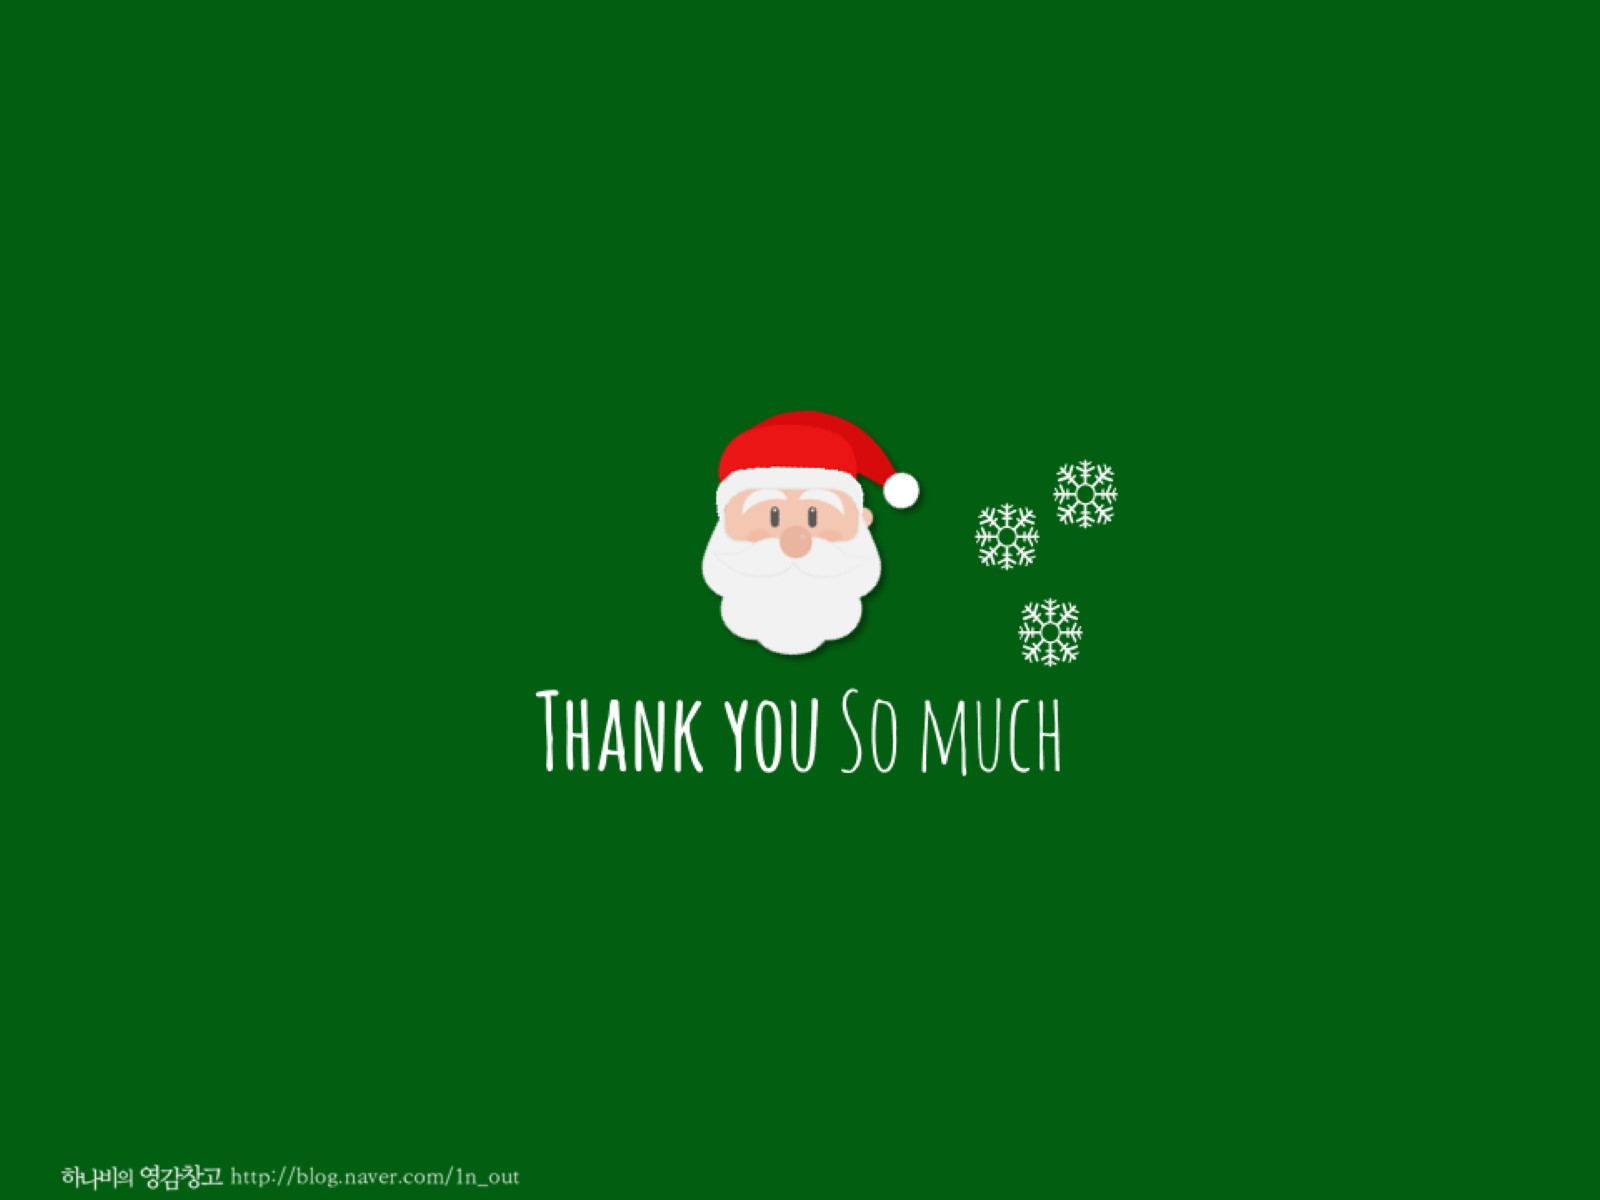 THANK YOU SO MUCH
하나비의 영감창고 http://blog.naver.com/1n_out